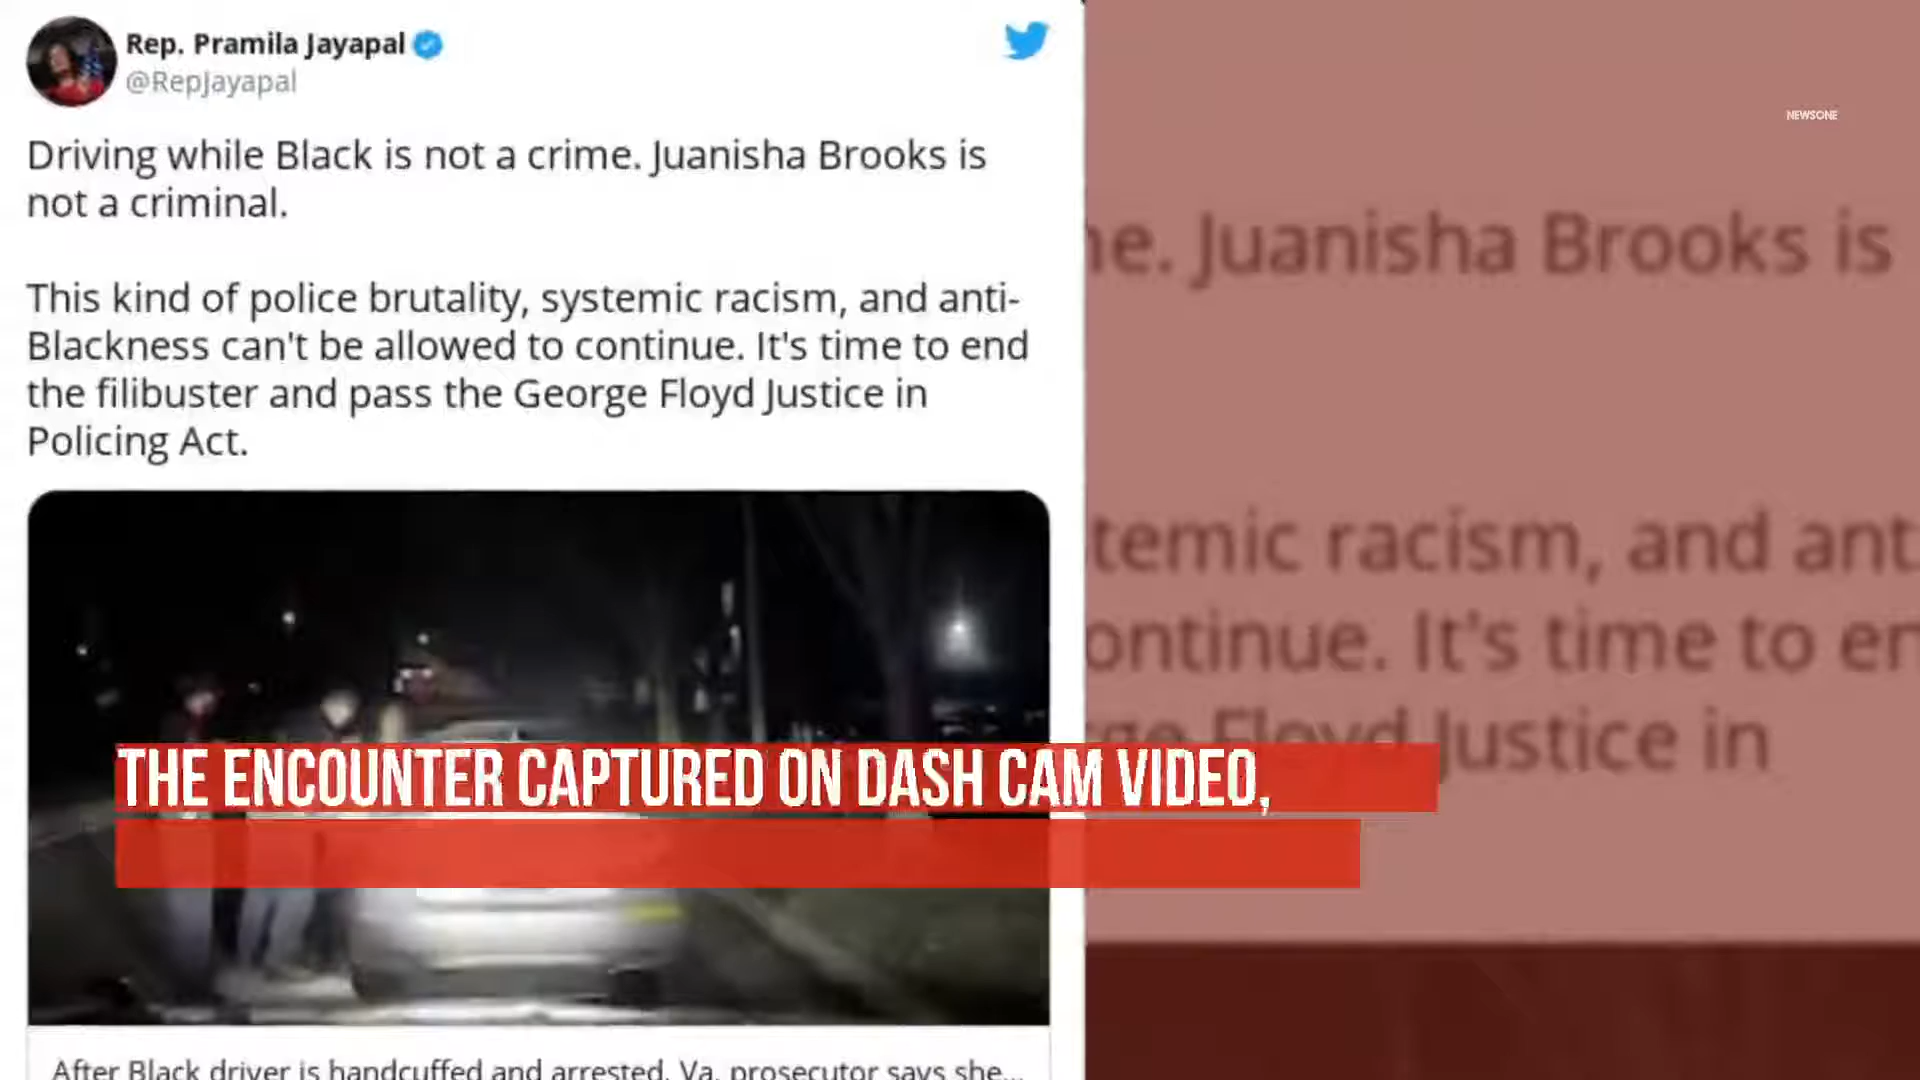 Rep. Pramila Jayapal
@RepJayapal
Driving while Black is not a crime. Juanisha Brooks is
not a criminal.
This kind of police brutality, systemic racism, and anti-
Blackness can't be allowed to continue. It's time to end
the filibuster and pass the George Floyd Justice in
Policing Act.
THE ENCOUNTER CAPTURED ON DASH CAM VIDEO,
After Black driver is handcuffed and arrested, Va. prosecutor says she...
NEWSONE
ne. Juanisha Brooks is
temic racism, and ant
ontinue. It's time to en
ge Floyd Justice in